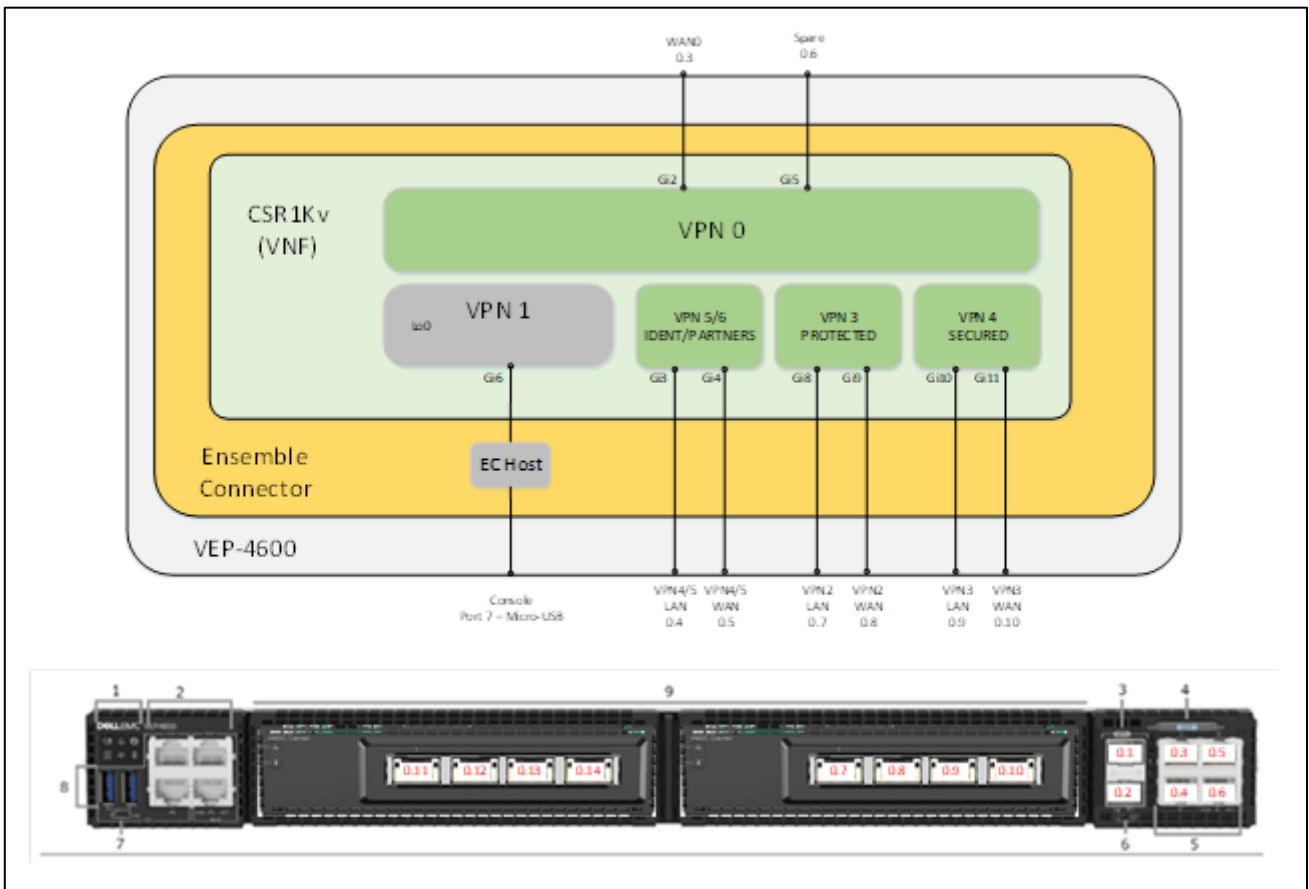 WAN0
0.3
Spare
0.6
Gi2
Gi5
CSR1Kv
(VNF)
VPN 0
VPN 1
lo0
VPN 5/6
IDENT/PARTNERS
VPN 3
PROTECTED
VPN 4
SECURED
Gi6
Gi3
Gi4
Gi8
Gi9
Gi10
Gi11
Ensemble
Connector
EC Host
VEP-4600
Console
Port 7 – Micro-USB
VPN4/5
LAN
0.4
VPN4/5
WAN
0.5
VPN2
LAN
0.7
VPN2
WAN
0.8
VPN3
LAN
0.9
VPN3
WAN
0.10
1
2
9
3
4
DELL EMC
0.11
0.12
0.13
0.14
0.7
0.8
0.9
0.10
0.1
0.3
0.5
0.2
0.4
0.6
8
7
6
5